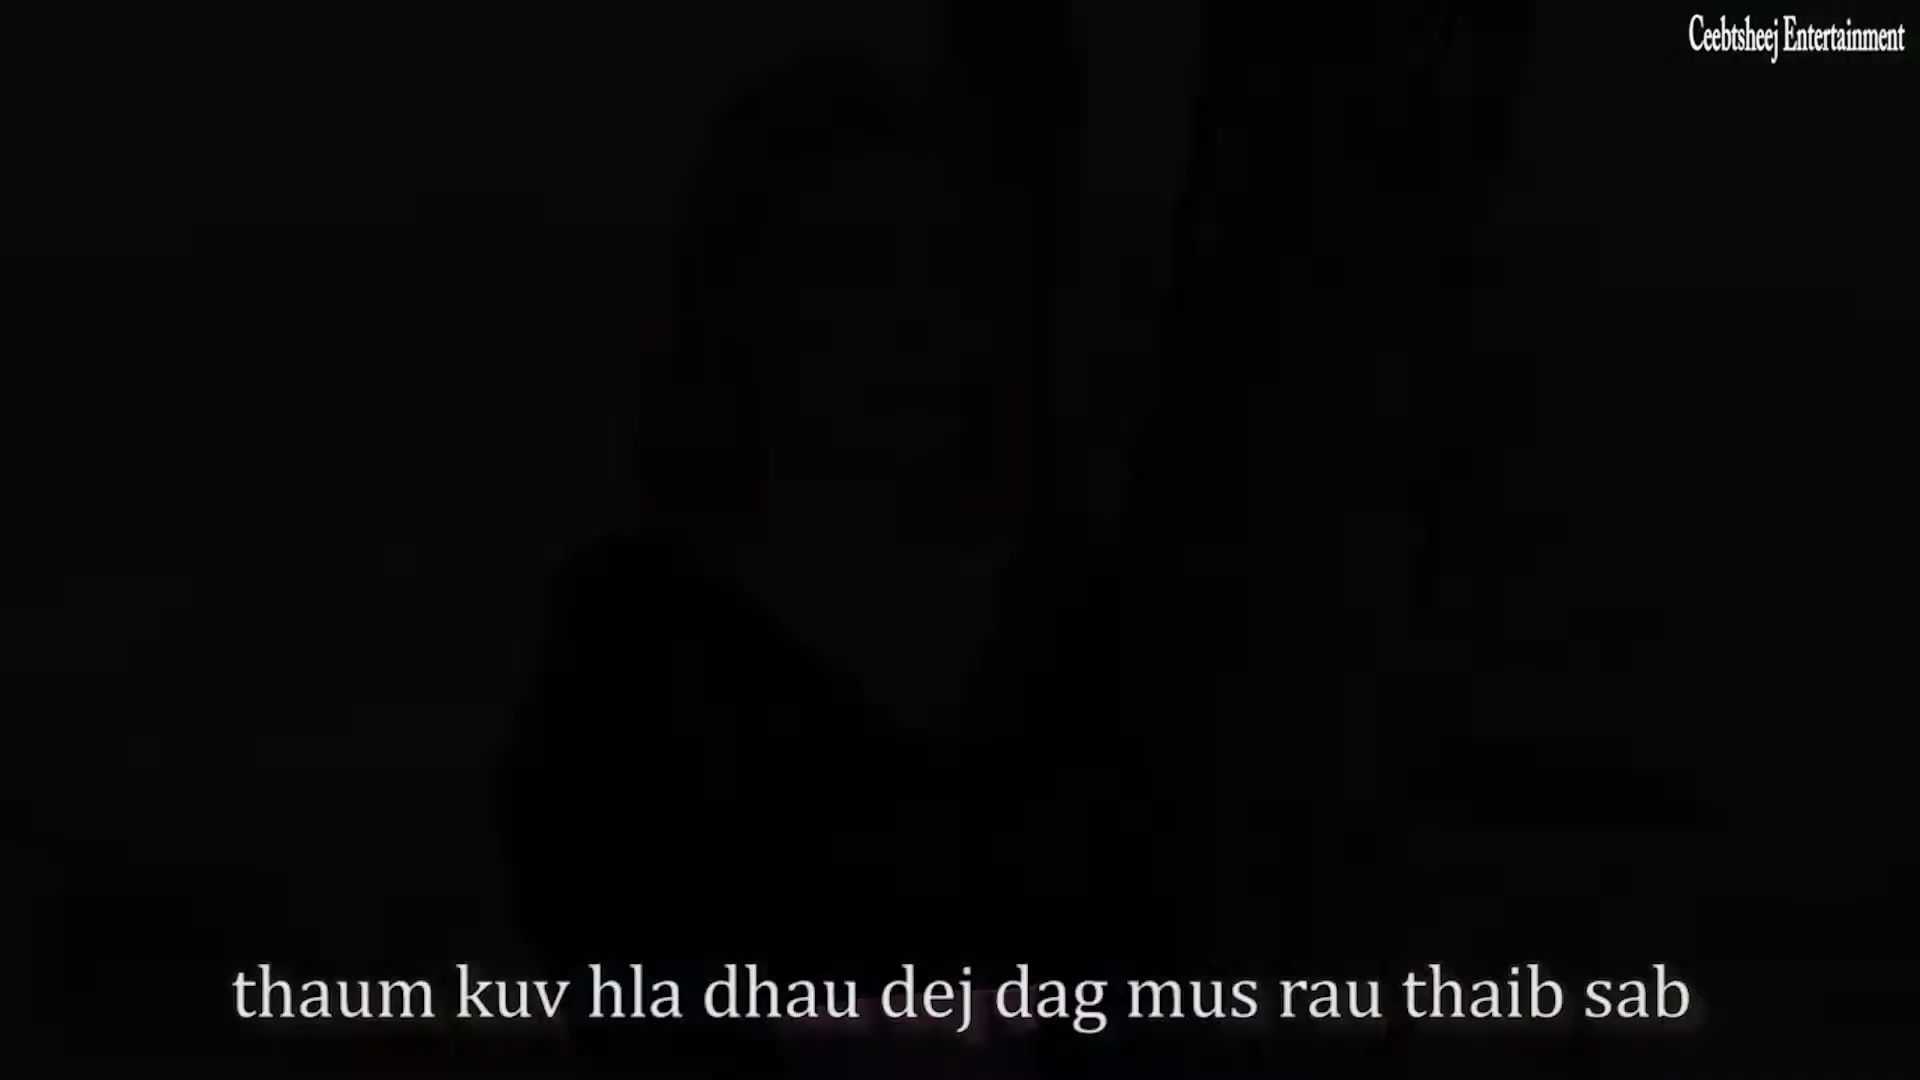 Ceebtsheej Entertainment
thaum kuv hla dhau dej dag mus rau thaib sab